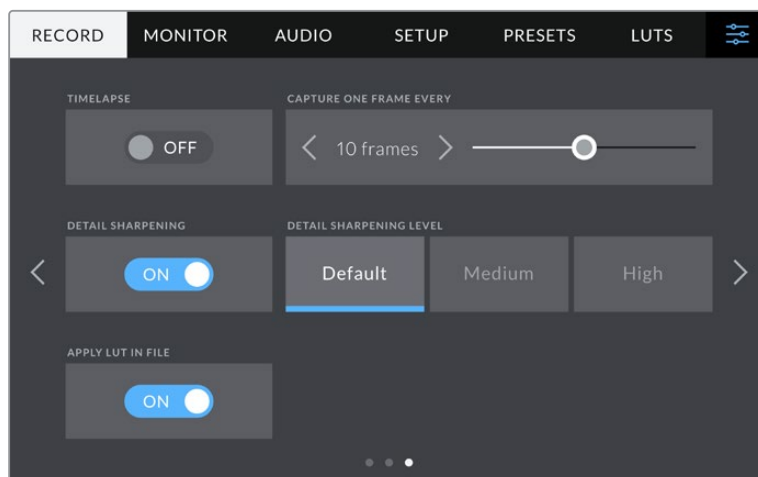 RECORD MONITOR AUDIO SETUP PRESETS LUTS
TIMELAPSE CAPTURE ONE FRAME EVERY
OFF 10 frames
DETAIL SHARPENING DETAIL SHARPENING LEVEL
ON Default Medium High
APPLY LUT IN FILE
ON